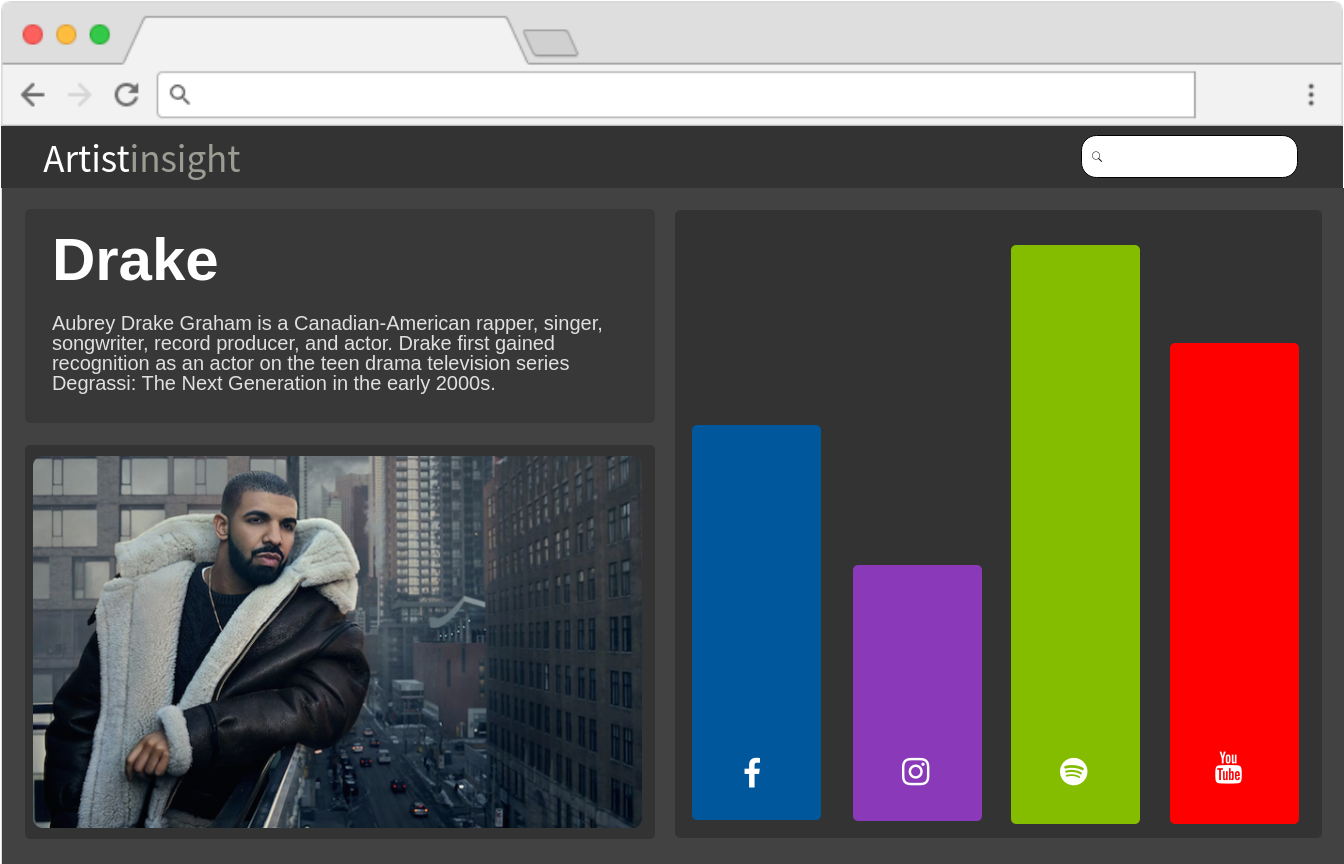 Artistinsight
Drake
Aubrey Drake Graham is a Canadian-American rapper, singer,
songwriter, record producer, and actor. Drake first gained
recognition as an actor on the teen drama television series
Degrassi: The Next Generation in the early 2000s.
You
Tube